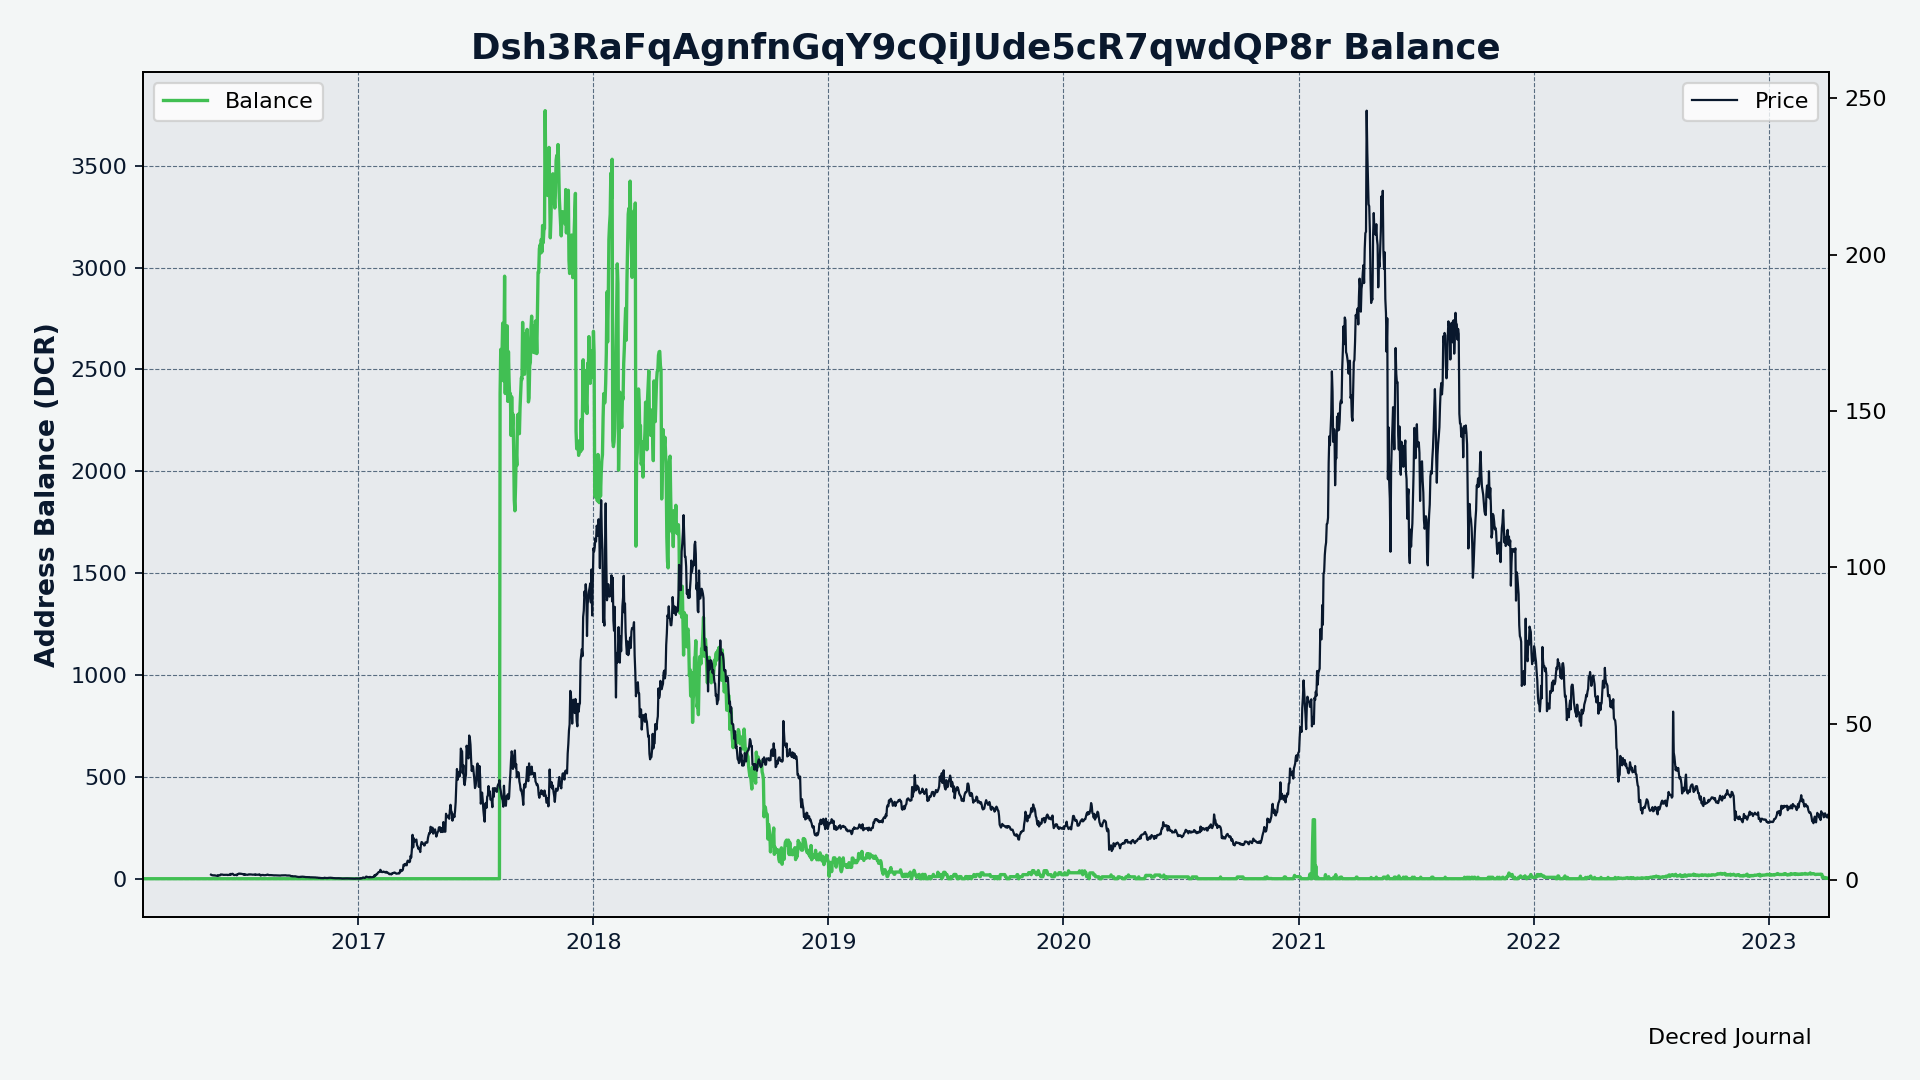 Dsh3RaFqAgnfnGqY9cQiJUde5cR7qwdQP8r Balance
Balance
Price
Address Balance (DCR)
3500
3000
2500
2000
1500
1000
500
0
250
200
150
100
50
0
2017 2018 2019 2020 2021 2022 2023
Decred Journal